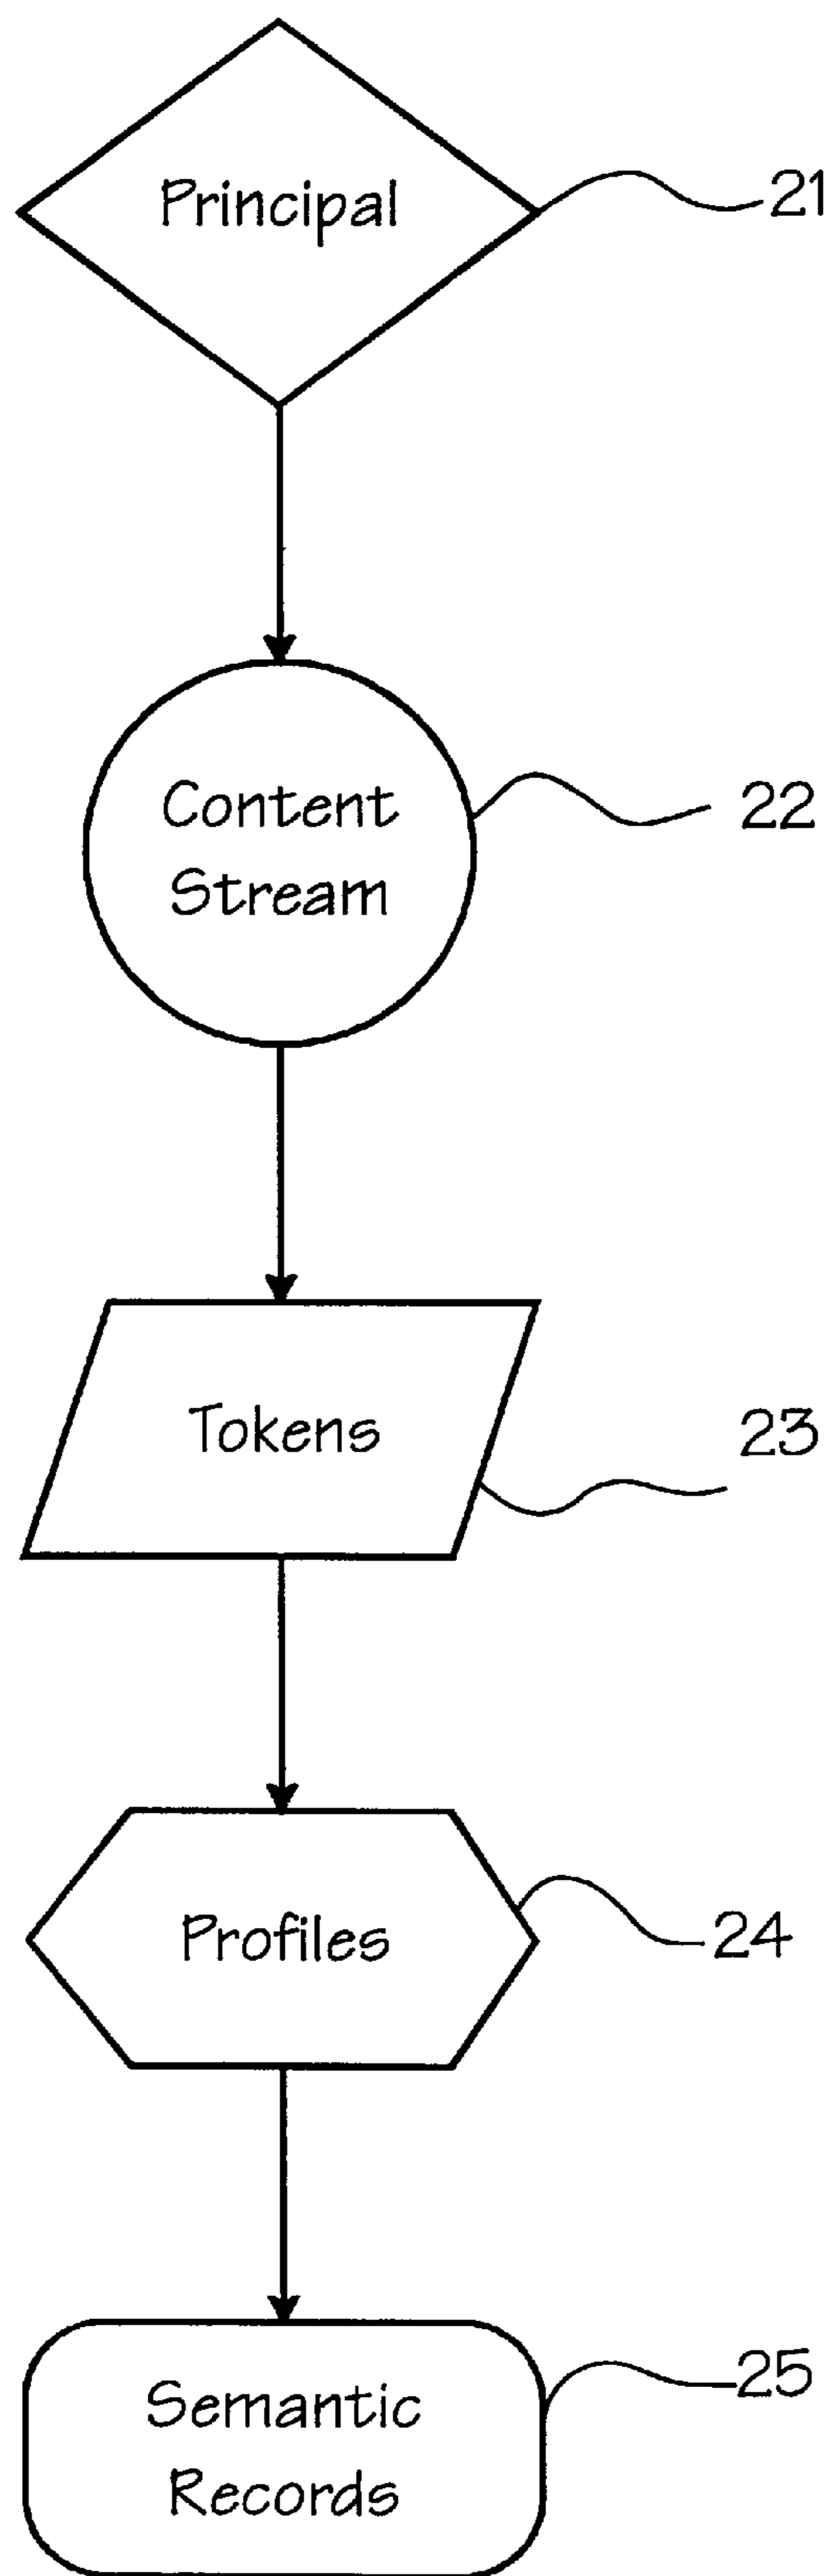 Principal
21
Content
Stream
22
Tokens
23
Profiles
24
Semantic
Records
25